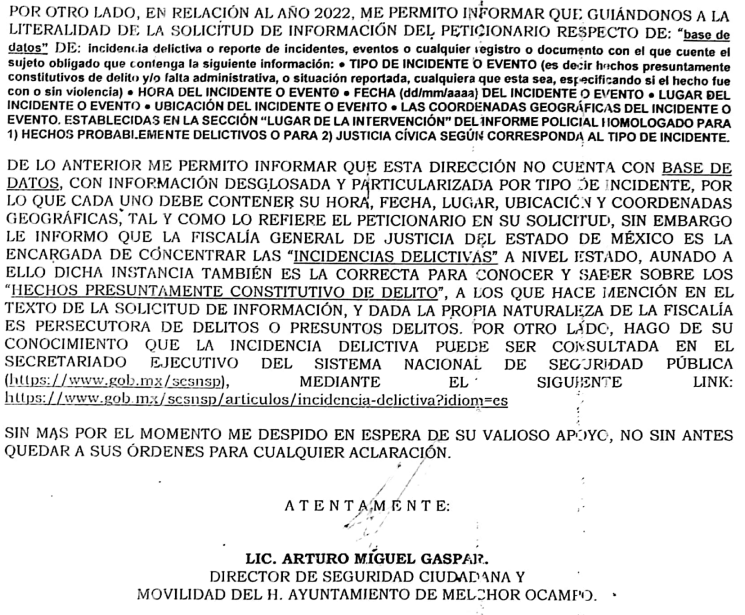 POR OTRO LADO, EN RELACIÓN AL AÑO 2022, ME PERMITO INFORMAR QUE GUIÁNDONOS A LA
LITERALIDAD DE LA SOLICITUD DE INFORMACIÓN DEL PETICIONARIO RESPECTO DE: "base de
datos" DE: Incidencia delictiva o reporte de incidentes, eventos o cualquier registro o documento con el que cuente el
sujeto obligado que contenga la siguiente información: • TIPO DE INCIDENTE O EVENTO (es decir hechos presuntamente
constitutivos de delito y/o falta administrativa, o situación reportada, cualquiera que esta sea, especificando si el hecho fue
con o sin violencia) • HORA DEL INCIDENTE O EVENTO • FECHA (dd/mm/aaaa) DEL INCIDENTE O EVENTO • LUGAR DEL
INCIDENTE O EVENTO • UBICACIÓN DEL INCIDENTE O EVENTO • LAS COORDENADAS GEOGRÁFICAS DEL INCIDENTE O
EVENTO. ESTABLECIDAS EN LA SECCIÓN "LUGAR DE LA INTERVENCIÓN" DEL INFORME POLICIAL HOMOLOGADO PARA
1) HECHOS PROBABLEMENTE DELICTIVOS O PARA 2) JUSTICIA CÍVICA SEGÚN CORRESPONDA AL TIPO DE INCIDENTE.
DE LO ANTERIOR ME PERMITO INFORMAR QUE ESTA DIRECCIÓN NO CUENTA CON BASE DE
DATOS, CON INFORMACIÓN DESGLOSADA Y PARTICULARIZADA POR TIPO DE INCIDENTE, POR
LO QUE CADA UNO DEBE CONTENER SU HORA, FECHA, LUGAR, UBICACIÓN Y COORDENADAS
GEOGRÁFICAS, TAL Y COMO LO REFIERE EL PETICIONARIO EN SU SOLICITUD, SIN EMBARGO
LE INFORMO QUE LA FISCALÍA GENERAL DE JUSTICIA DEL ESTADO DE MÉXICO ES LA
ENCARGADA DE CONCENTRAR LAS "INCIDENCIAS DELICTIVAS" A NIVEL ESTADO, AUNADO A
ELLO DICHA INSTANCIA TAMBIÉN ES LA CORRECTA PARA CONOCER Y SABER SOBRE LOS
"HECHOS PRESUNTAMENTE CONSTITUTIVO DE DELITO", A LOS QUE HACE MENCIÓN EN EL
TEXTO DE LA SOLICITUD DE INFORMACIÓN, Y DADA LA PROPIA NATURALEZA DE LA FISCALÍA
ES PERSECUTORA DE DELITOS O PRESUNTOS DELITOS. POR OTRO LADO, HAGO DE SU
CONOCIMIENTO QUE LA INCIDENCIA DELICTIVA PUEDE SER CONSULTADA EN EL
SECRETARIADO EJECUTIVO DEL SISTEMA NACIONAL DE SEGURIDAD PÚBLICA
(https://www.gob.mx/sesnsp), MEDIANTE EL SIGUIENTE LINK:
https://www.gob.mx/sesnsp/articulos/incidencia-delictiva?idiom=es
SIN MAS POR EL MOMENTO ME DESPIDO EN ESPERA DE SU VALIOSO APOYO, NO SIN ANTES
QUEDAR A SUS ÓRDENES PARA CUALQUIER ACLARACIÓN.
A T E N T A M E N T E:
LIC. ARTURO MIGUEL GASPAR.
DIRECTOR DE SEGURIDAD CIUDADANA Y
MOVILIDAD DEL H. AYUNTAMIENTO DE MELCHOR OCAMPO.